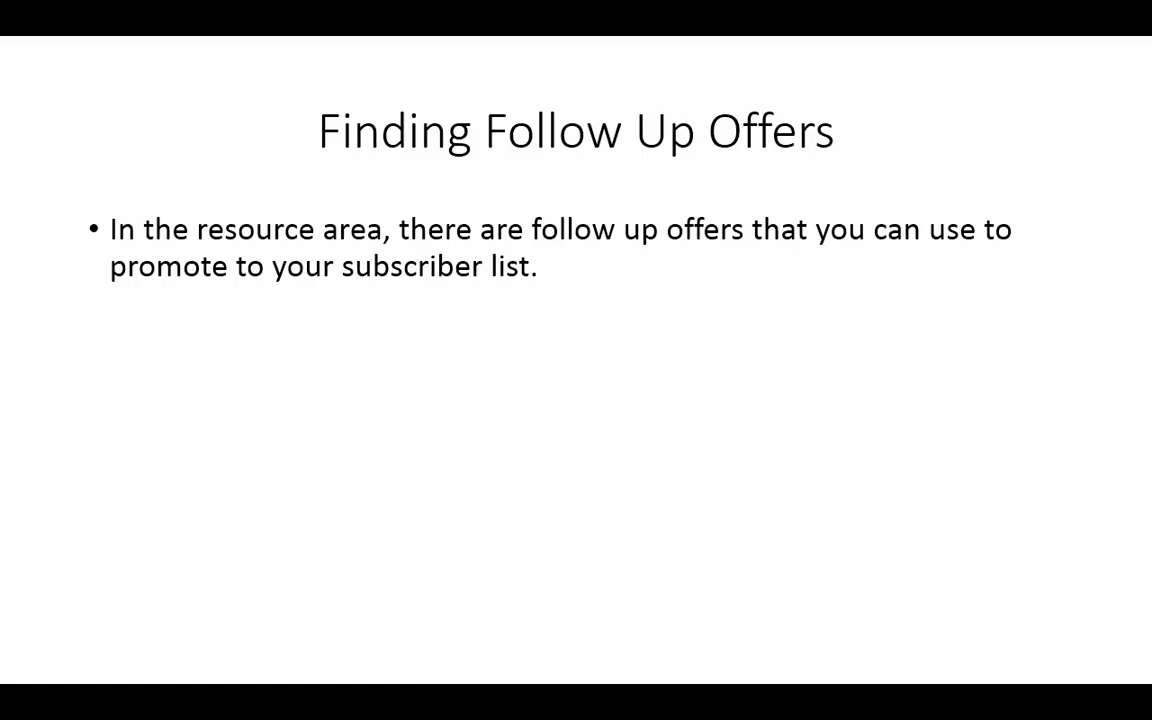 Finding Follow Up Offers
• In the resource area, there are follow up offers that you can use to
promote to your subscriber list.